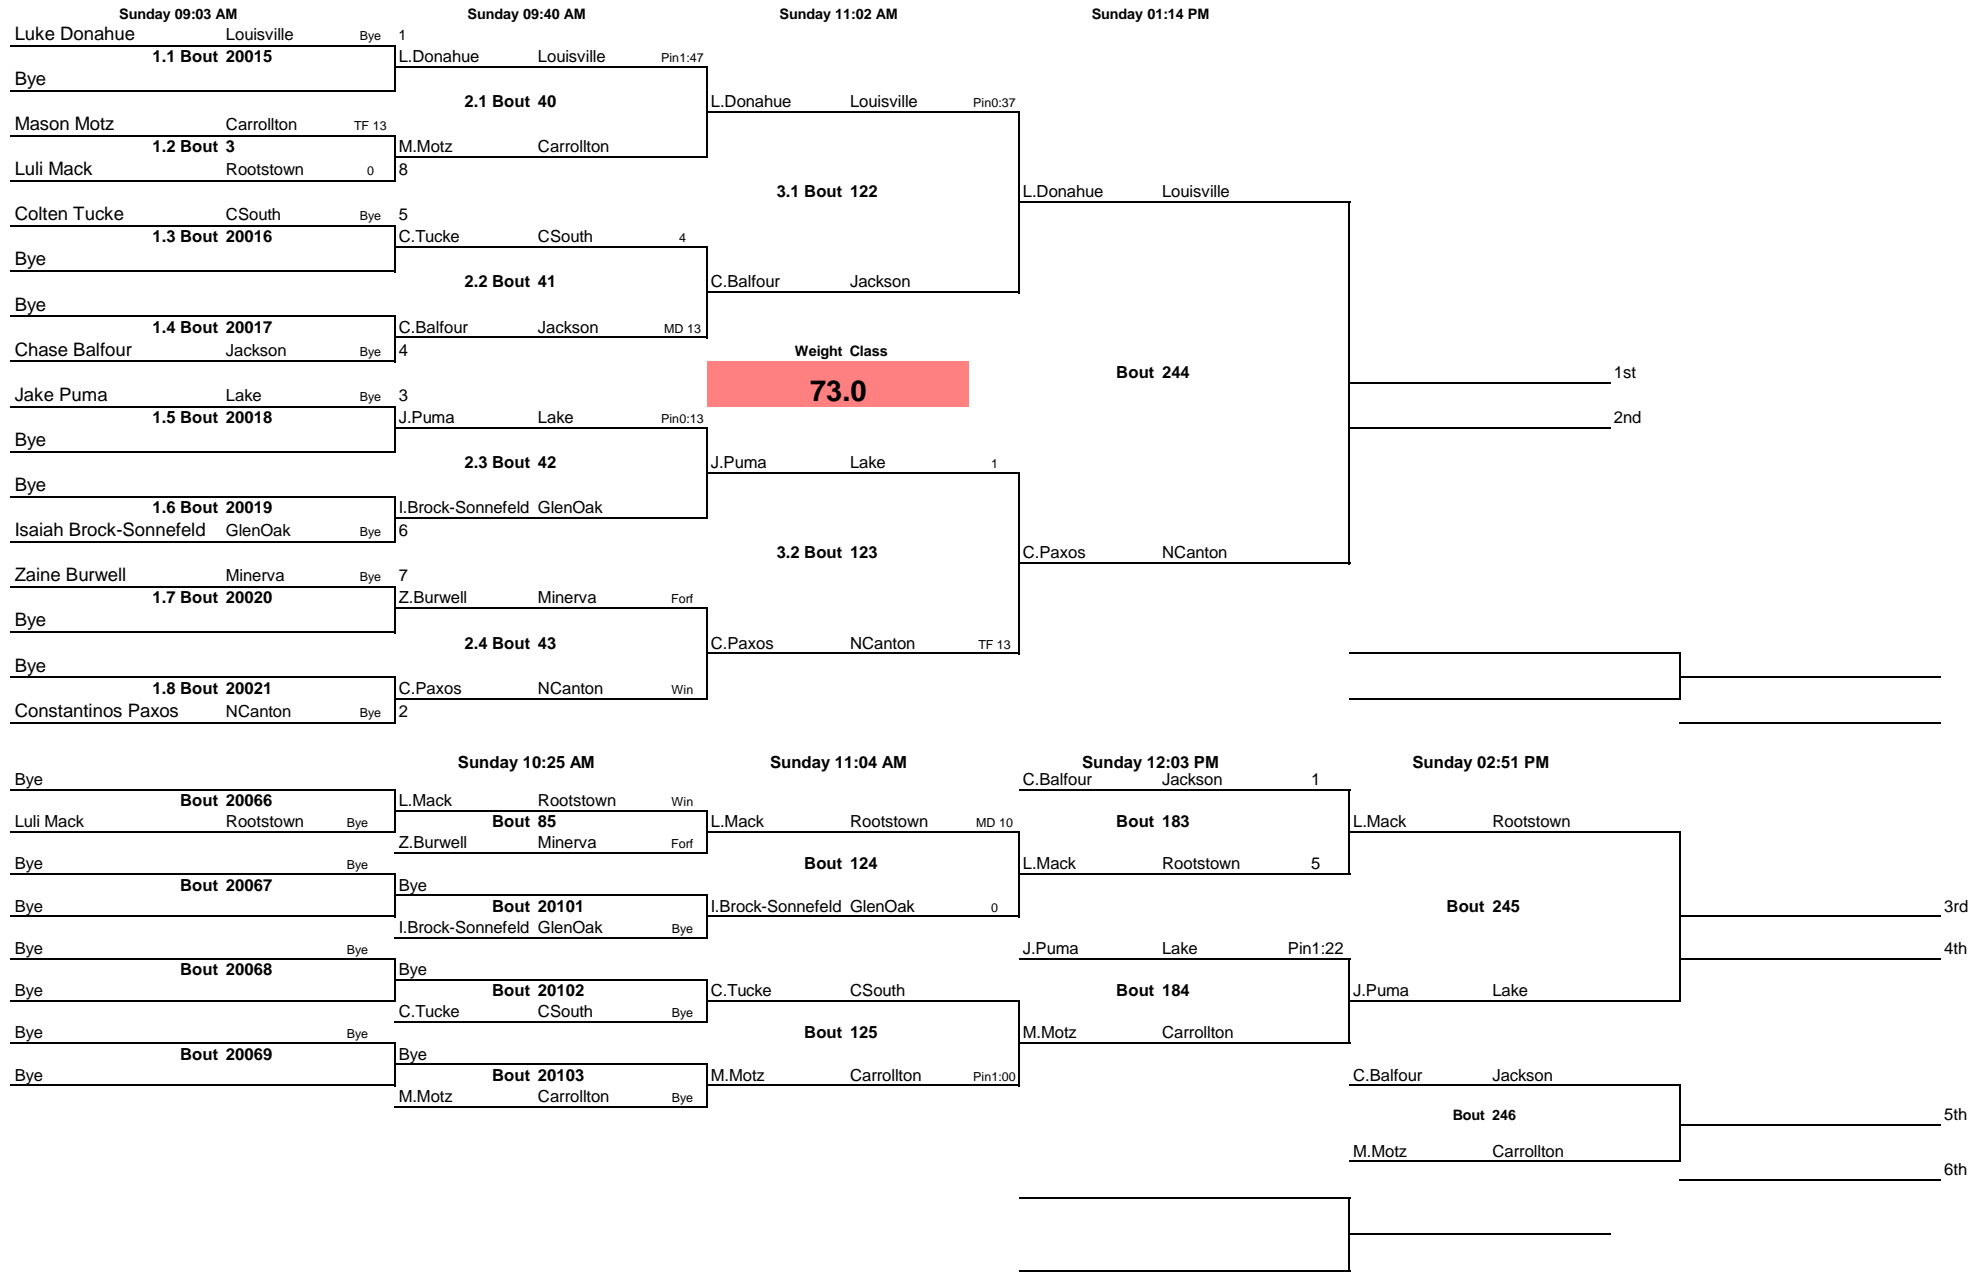 Sunday 09:03 AM Sunday 09:40 AM Sunday 11:02 AM Sunday 01:14 PM
Luke Donahue Louisville Bye 1
1.1 Bout 20015 L.Donahue Louisville Pin1:47
Bye
2.1 Bout 40 L.Donahue Louisville Pin0:37
Mason Motz Carrollton TF 13
1.2 Bout 3 M.Motz Carrollton
Luli Mack Rootstown 0 8
3.1 Bout 122 L.Donahue Louisville
Colten Tucke CSouth Bye 5
1.3 Bout 20016 C.Tucke CSouth 4
Bye
2.2 Bout 41 C.Balfour Jackson
Bye
1.4 Bout 20017 C.Balfour Jackson MD 13
Chase Balfour Jackson Bye 4 Weight Class
Bout 244 1st
Jake Puma Lake Bye 3 73.0
1.5 Bout 20018 J.Puma Lake Pin0:13 2nd
Bye
2.3 Bout 42 J.Puma Lake 1
Bye
1.6 Bout 20019 I.Brock-Sonnefeld GlenOak
Isaiah Brock-Sonnefeld GlenOak Bye 6
3.2 Bout 123 C.Paxos NCanton
Zaine Burwell Minerva Bye 7
1.7 Bout 20020 Z.Burwell Minerva Forf
Bye
2.4 Bout 43 C.Paxos NCanton TF 13
Bye
1.8 Bout 20021 C.Paxos NCanton Win
Constantinos Paxos NCanton Bye 2
Sunday 10:25 AM Sunday 11:04 AM Sunday 12:03 PM Sunday 02:51 PM
Bye C.Balfour Jackson 1
Bout 20066 L.Mack Rootstown Win
Luli Mack Rootstown Bye Bout 85 L.Mack Rootstown MD 10 Bout 183 L.Mack Rootstown
Z.Burwell Minerva Forf
Bye Bye Bout 124 L.Mack Rootstown 5
Bout 20067 Bye
Bye Bout 20101 I.Brock-Sonnefeld GlenOak 0 Bout 245 3rd
I.Brock-Sonnefeld GlenOak Bye
Bye Bye J.Puma Lake Pin1:22 4th
Bout 20068 Bye
Bye Bout 20102 C.Tucke CSouth Bout 184 J.Puma Lake
C.Tucke CSouth Bye
Bye Bye Bout 125 M.Motz Carrollton
Bout 20069 Bye
Bye Bout 20103 M.Motz Carrollton Pin1:00 C.Balfour Jackson
M.Motz Carrollton Bye
Bout 246 5th
M.Motz Carrollton
6th